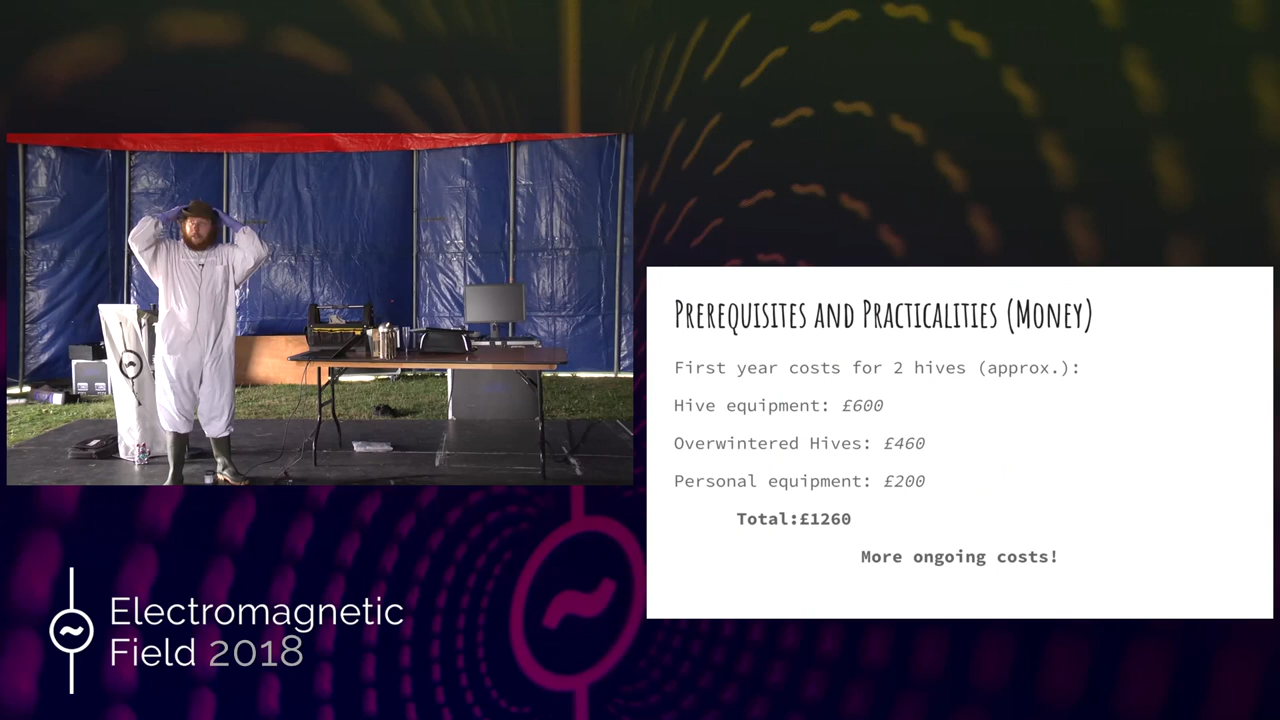 Prerequisites and Practicalities (Money)
First year costs for 2 hives (approx.):
Hive equipment: £600
Overwintered Hives: £460
Personal equipment: £200
Total:£1260
More ongoing costs!
Electromagnetic
Field 2018